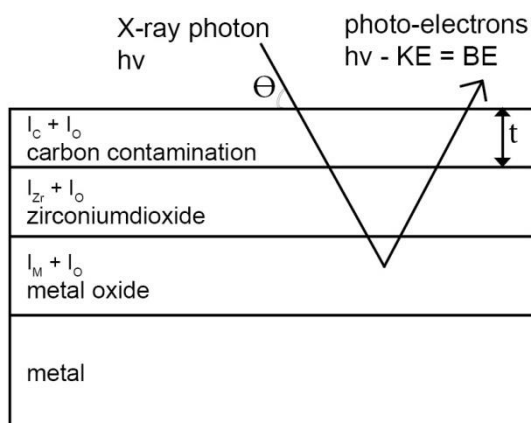 X-ray photon
hν
photo-electrons
hν - KE = BE
Θ
t
I_C + I_O
carbon contamination
I_Zr + I_O
zirconiumdioxide
I_M + I_O
metal oxide
metal